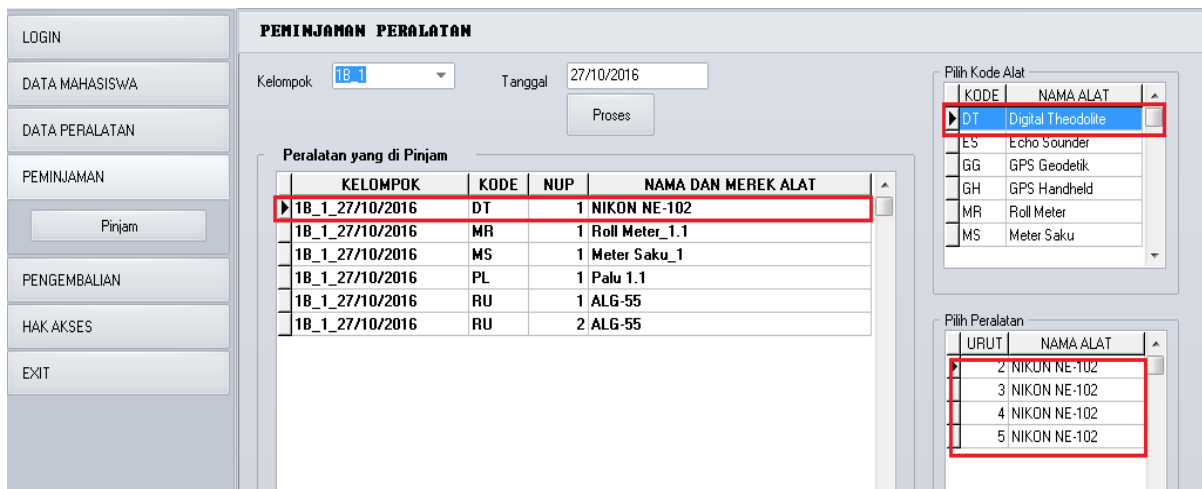 LOGIN
DATA MAHASISWA
DATA PERALATAN
PEMINJAMAN
Pinjam
PENGEMBALIAN
HAK AKSES
EXIT
PEMINJAMAN PERALATAN
Kelompok 1B_1 Tanggal 27/10/2016
Proses
Peralatan yang di Pinjam
KELOMPOK KODE NUP NAMA DAN MEREK ALAT
1B_1_27/10/2016 DT 1 NIKON NE-102
1B_1_27/10/2016 MR 1 Roll Meter_1.1
1B_1_27/10/2016 MS 1 Meter Saku_1
1B_1_27/10/2016 PL 1 Palu 1.1
1B_1_27/10/2016 RU 1 ALG-55
1B_1_27/10/2016 RU 2 ALG-55
Pilih Kode Alat
KODE NAMA ALAT
DT Digital Theodolite
ES Echo Sounder
GG GPS Geodetik
GH GPS Handheld
MR Roll Meter
MS Meter Saku
Pilih Peralatan
URUT NAMA ALAT
2 NIKON NE-102
3 NIKON NE-102
4 NIKON NE-102
5 NIKON NE-102